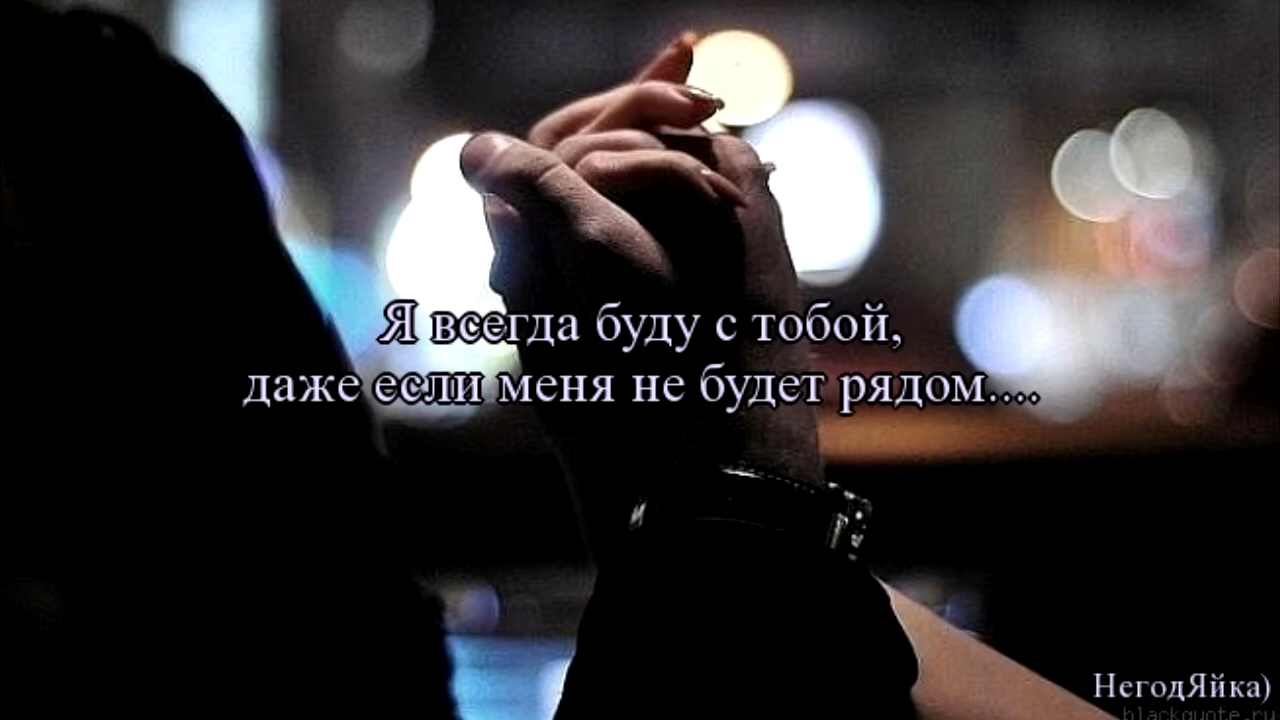 Я всегда буду с тобой,
даже если меня не будет рядом....
НегодЯйка)
blackquote.ru